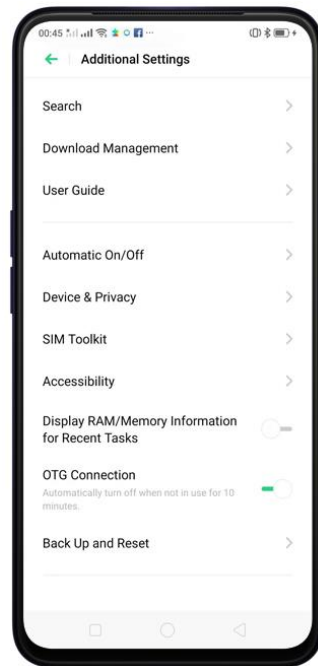 00:45
Additional Settings
Search
Download Management
User Guide
Automatic On/Off
Device & Privacy
SIM Toolkit
Accessibility
Display RAM/Memory Information
for Recent Tasks
OTG Connection
Automatically turn off when not in use for 10
minutes.
Back Up and Reset